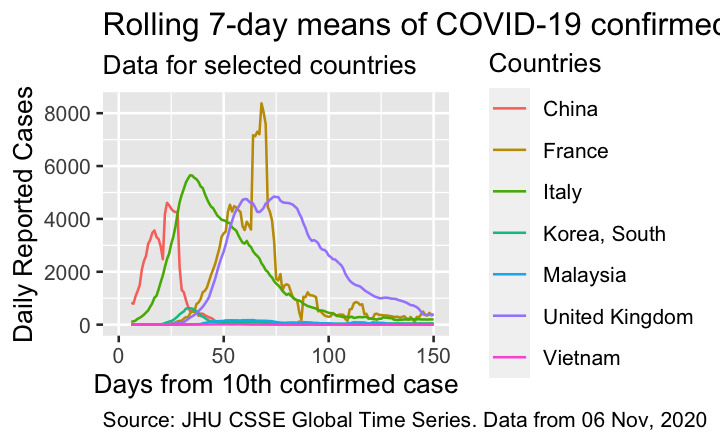 Rolling 7-day means of COVID-19 confirmed
Data for selected countries
Countries
China
France
Italy
Korea, South
Malaysia
United Kingdom
Vietnam
Daily Reported Cases
8000
6000
4000
2000
0
0 50 100 150
Days from 10th confirmed case
Source: JHU CSSE Global Time Series. Data from 06 Nov, 2020